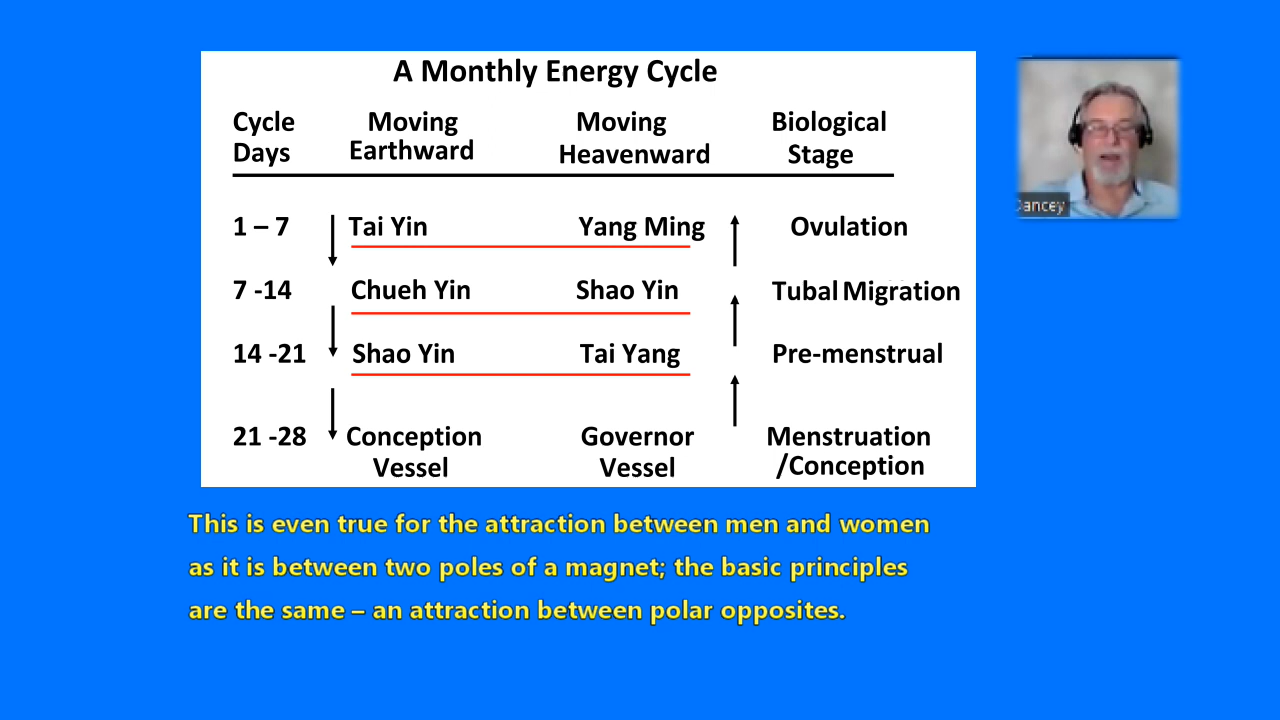 A Monthly Energy Cycle
Cycle Days
Moving Earthward
Moving Heavenward
Biological Stage
1 – 7 Tai Yin Yang Ming Ovulation
7 -14 Chueh Yin Shao Yin Tubal Migration
14 -21 Shao Yin Tai Yang Pre-menstrual
21 -28 Conception Governor Menstruation
Vessel Vessel /Conception
Dancey
This is even true for the attraction between men and women
as it is between two poles of a magnet; the basic principles
are the same – an attraction between polar opposites.